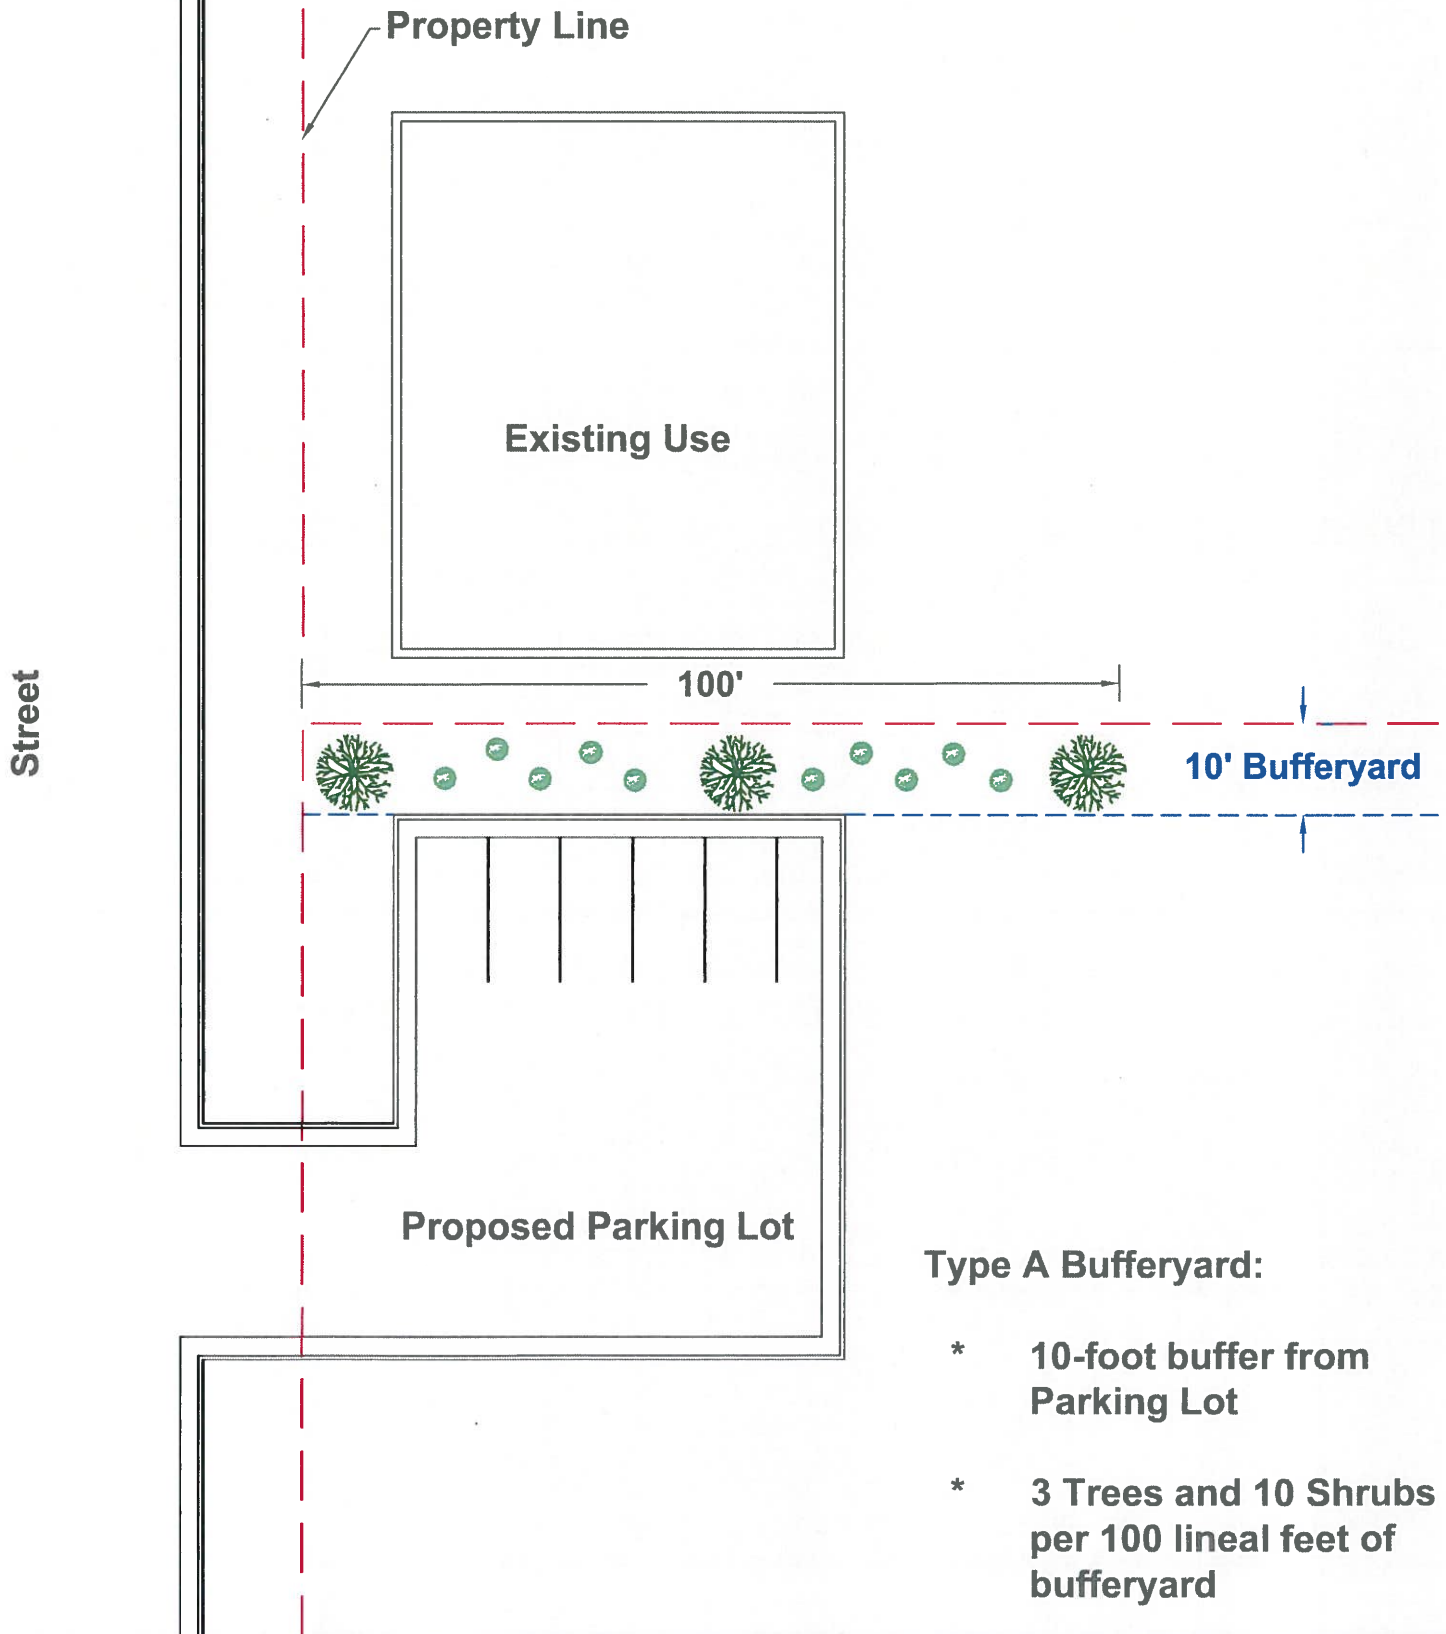 Property Line
Existing Use
Street
100'
10' Bufferyard
Proposed Parking Lot
Type A Bufferyard:
* 10-foot buffer from
Parking Lot
* 3 Trees and 10 Shrubs
per 100 lineal feet of
bufferyard